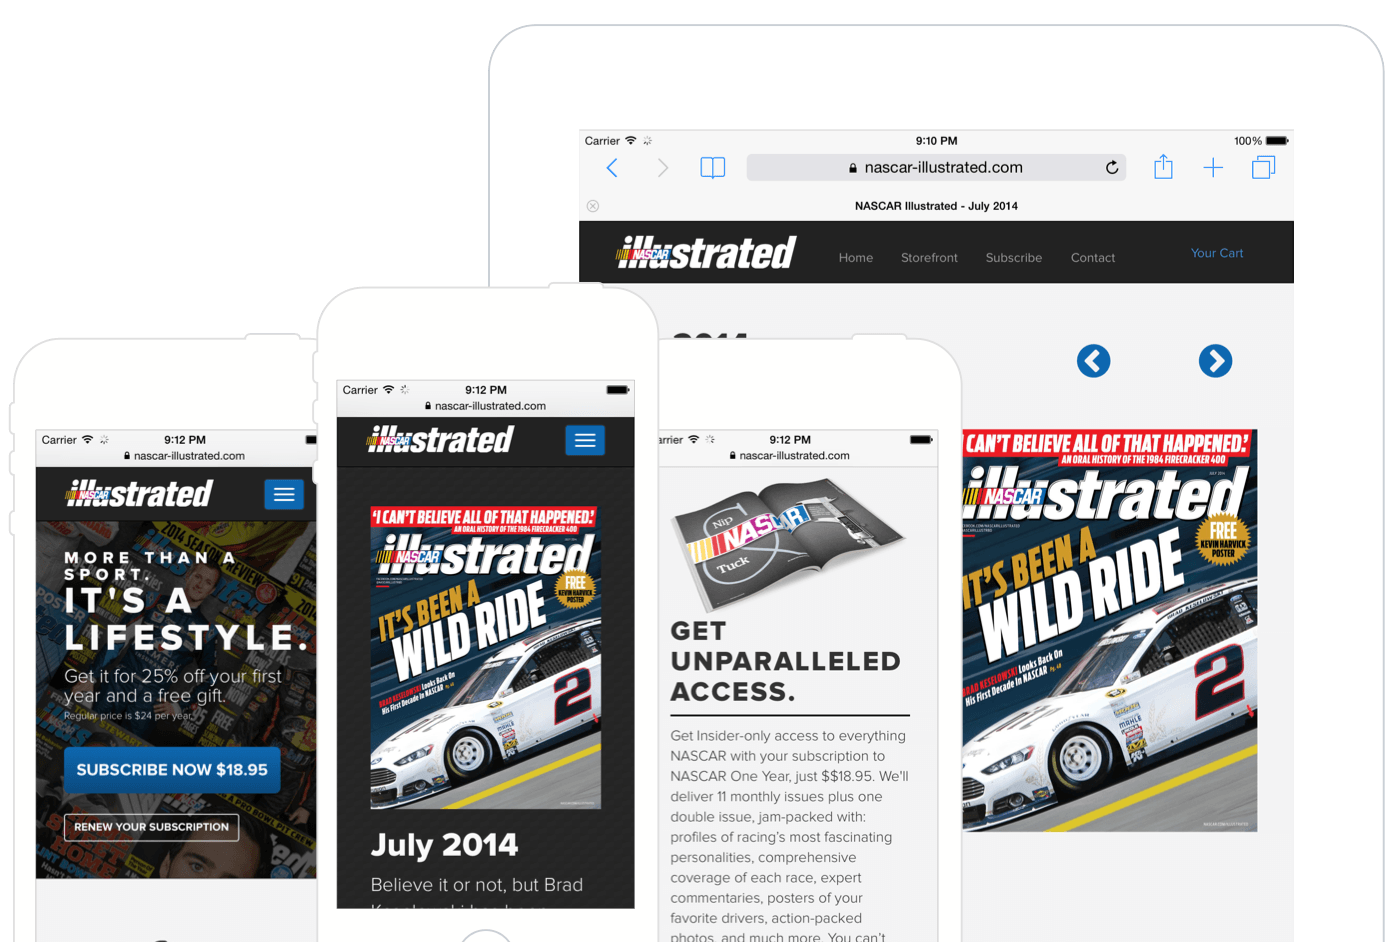 Carrier
9:10 PM
100%
nascar-illustrated.com
NASCAR Illustrated - July 2014
NASCAR illustrated
Home
Storefront
Subscribe
Contact
Your Cart
2014
'I CAN'T BELIEVE ALL OF THAT HAPPENED.'
AN ORAL HISTORY OF THE 1984 FIRECRACKER 400
NASCAR illustrated
JULY 2014
FREE
KEVIN HARVICK
POSTER
IT'S BEEN A
WILD RIDE
BRAD KESELOWSKI Looks Back On
His First Decade In NASCAR
2
MAHLE
Carrier
9:12 PM
nascar-illustrated.com
NASCAR illustrated
MORE THAN A
SPORT.
IT'S A
LIFESTYLE.
Get it for 25% off your first
year and a free gift.
Regular price is $24 per year.
SUBSCRIBE NOW $18.95
RENEW YOUR SUBSCRIPTION
Carrier
9:12 PM
nascar-illustrated.com
NASCAR illustrated
'I CAN'T BELIEVE ALL OF THAT HAPPENED.'
AN ORAL HISTORY OF THE 1984 FIRECRACKER 400
NASCAR illustrated
FREE
KEVIN HARVICK
POSTER
IT'S BEEN A
WILD RIDE
BRAD KESELOWSKI Looks Back On
His First Decade In NASCAR
2
MAHLE
July 2014
Believe it or not, but Brad
Carrier
9:12 PM
nascar-illustrated.com
Nip
NASCAR
Tuck
GET
UNPARALLELED
ACCESS.
Get Insider-only access to everything
NASCAR with your subscription to
NASCAR One Year, just $$18.95. We'll
deliver 11 monthly issues plus one
double issue, jam-packed with:
profiles of racing's most fascinating
personalities, comprehensive
coverage of each race, expert
commentaries, posters of your
favorite drivers, action-packed
photos, and much more. You can't